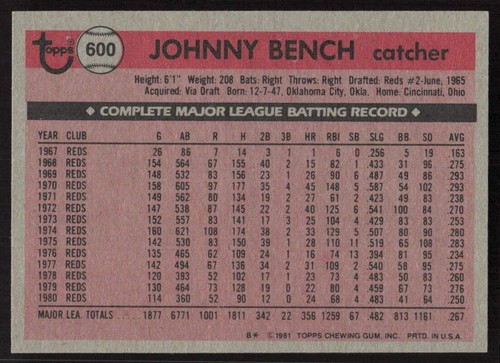 topps 600 JOHNNY BENCH catcher
Height: 6'1" Weight: 208 Bats: Right Throws: Right Drafted: Reds #2-June, 1965
Acquired: Via Draft Born: 12-7-47, Oklahoma City, Okla. Home: Cincinnati, Ohio
◆ COMPLETE MAJOR LEAGUE BATTING RECORD ◆
YEAR CLUB G AB R H 2B 3B HR RBI SB SLG BB SO AVG
1967 REDS 26 86 7 14 3 1 1 6 0 .256 5 19 .163
1968 REDS 154 564 67 155 40 2 15 82 1 .433 31 96 .275
1969 REDS 148 532 83 156 23 1 26 90 6 .487 49 86 .293
1970 REDS 158 605 97 177 35 4 45 148 5 .587 54 102 .293
1971 REDS 149 562 80 134 19 2 27 61 2 .423 49 83 .238
1972 REDS 147 538 87 145 22 2 40 125 6 .541 100 84 .270
1973 REDS 152 557 83 141 17 3 25 104 4 .429 83 83 .253
1974 REDS 160 621 108 174 38 2 33 129 5 .507 80 90 .280
1975 REDS 142 530 83 150 39 1 28 110 11 .519 65 108 .283
1976 REDS 135 465 62 109 24 1 16 74 13 .394 81 95 .234
1977 REDS 142 494 67 136 34 2 31 109 2 .540 58 95 .275
1978 REDS 120 393 52 102 17 1 23 73 4 .483 50 83 .260
1979 REDS 130 464 73 128 19 0 22 80 4 .459 67 73 .276
1980 REDS 114 360 52 90 12 0 24 68 4 .483 41 64 .250
MAJOR LEA. TOTALS 1877 6771 1001 1811 342 22 356 1259 67 .482 813 1161 .267
B* © 1981 TOPPS CHEWING GUM, INC. PRTD. IN U.S.A.